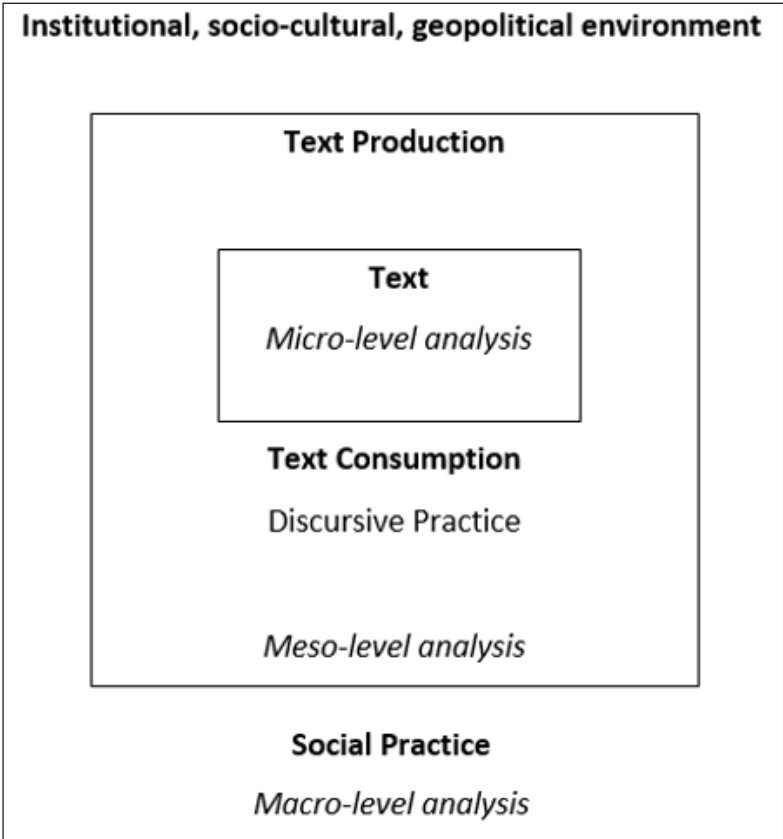 Institutional, socio-cultural, geopolitical environment
Text Production
Text
Micro-level analysis
Text Consumption
Discursive Practice
Meso-level analysis
Social Practice
Macro-level analysis